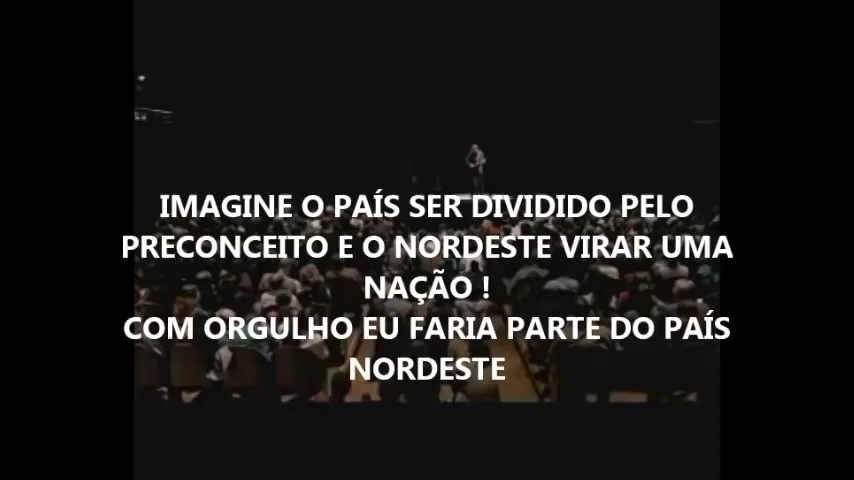 IMAGINE O PAÍS SER DIVIDIDO PELO
PRECONCEITO E O NORDESTE VIRAR UMA
NAÇÃO !
COM ORGULHO EU FARIA PARTE DO PAÍS
NORDESTE